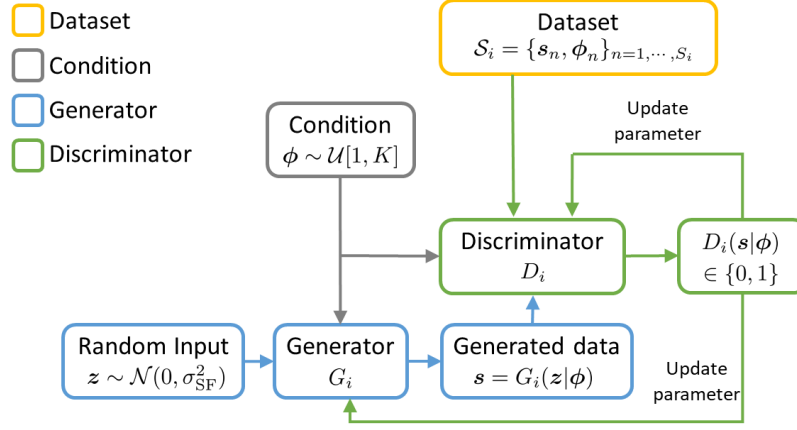 Dataset
Condition
Generator
Discriminator
Dataset
𝒮ᵢ = {𝒔ₙ, 𝝓ₙ}ₙ₌₁,⋯,Sᵢ
Condition
𝝓 ∼ 𝒰[1, K]
Update
parameter
Discriminator
Dᵢ
Dᵢ(𝒔|𝝓)
∈ {0, 1}
Random Input
𝒛 ∼ 𝒩(0, σ²_SF)
Generator
Gᵢ
Generated data
𝒔 = Gᵢ(𝒛|𝝓)
Update
parameter